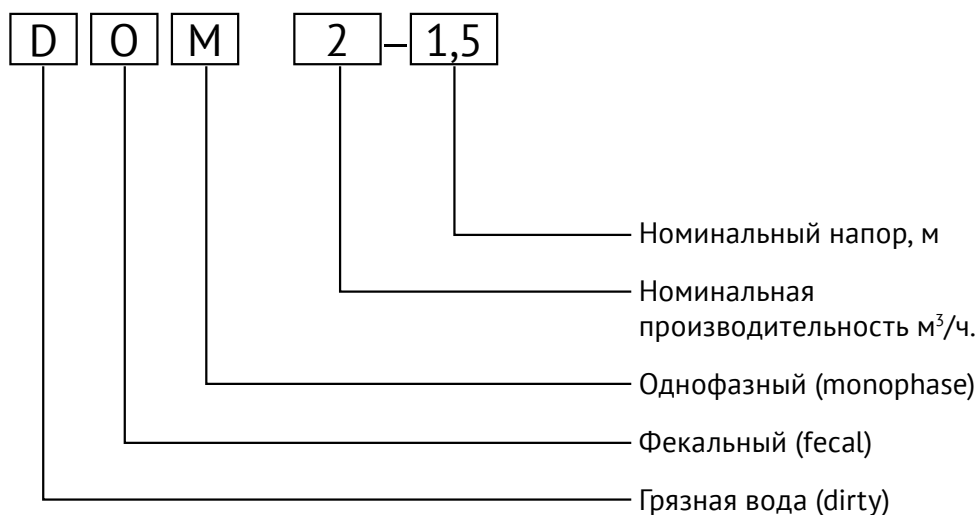 D O M 2 – 1,5
Номинальный напор, м
Номинальная
производительность м³/ч.
Однофазный (monophase)
Фекальный (fecal)
Грязная вода (dirty)